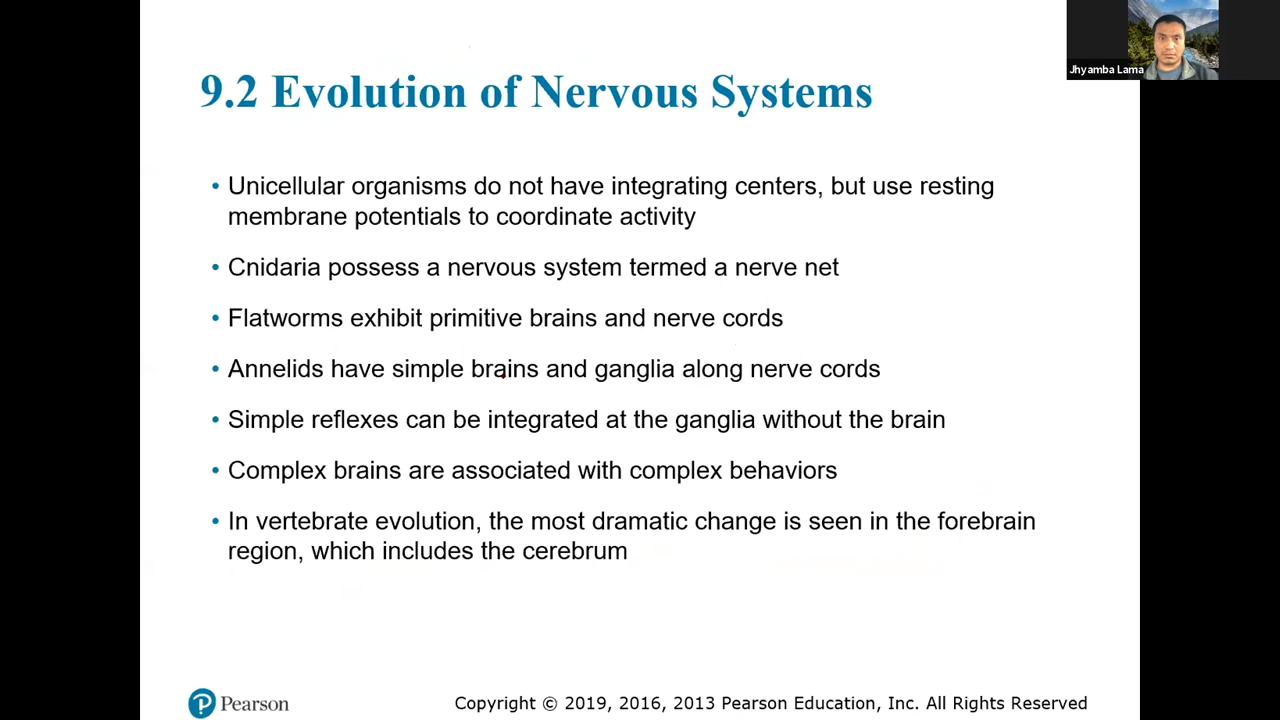 Jhyamba Lama
9.2 Evolution of Nervous Systems
• Unicellular organisms do not have integrating centers, but use resting
membrane potentials to coordinate activity
• Cnidaria possess a nervous system termed a nerve net
• Flatworms exhibit primitive brains and nerve cords
• Annelids have simple brains and ganglia along nerve cords
• Simple reflexes can be integrated at the ganglia without the brain
• Complex brains are associated with complex behaviors
• In vertebrate evolution, the most dramatic change is seen in the forebrain
region, which includes the cerebrum
P Pearson
Copyright © 2019, 2016, 2013 Pearson Education, Inc. All Rights Reserved